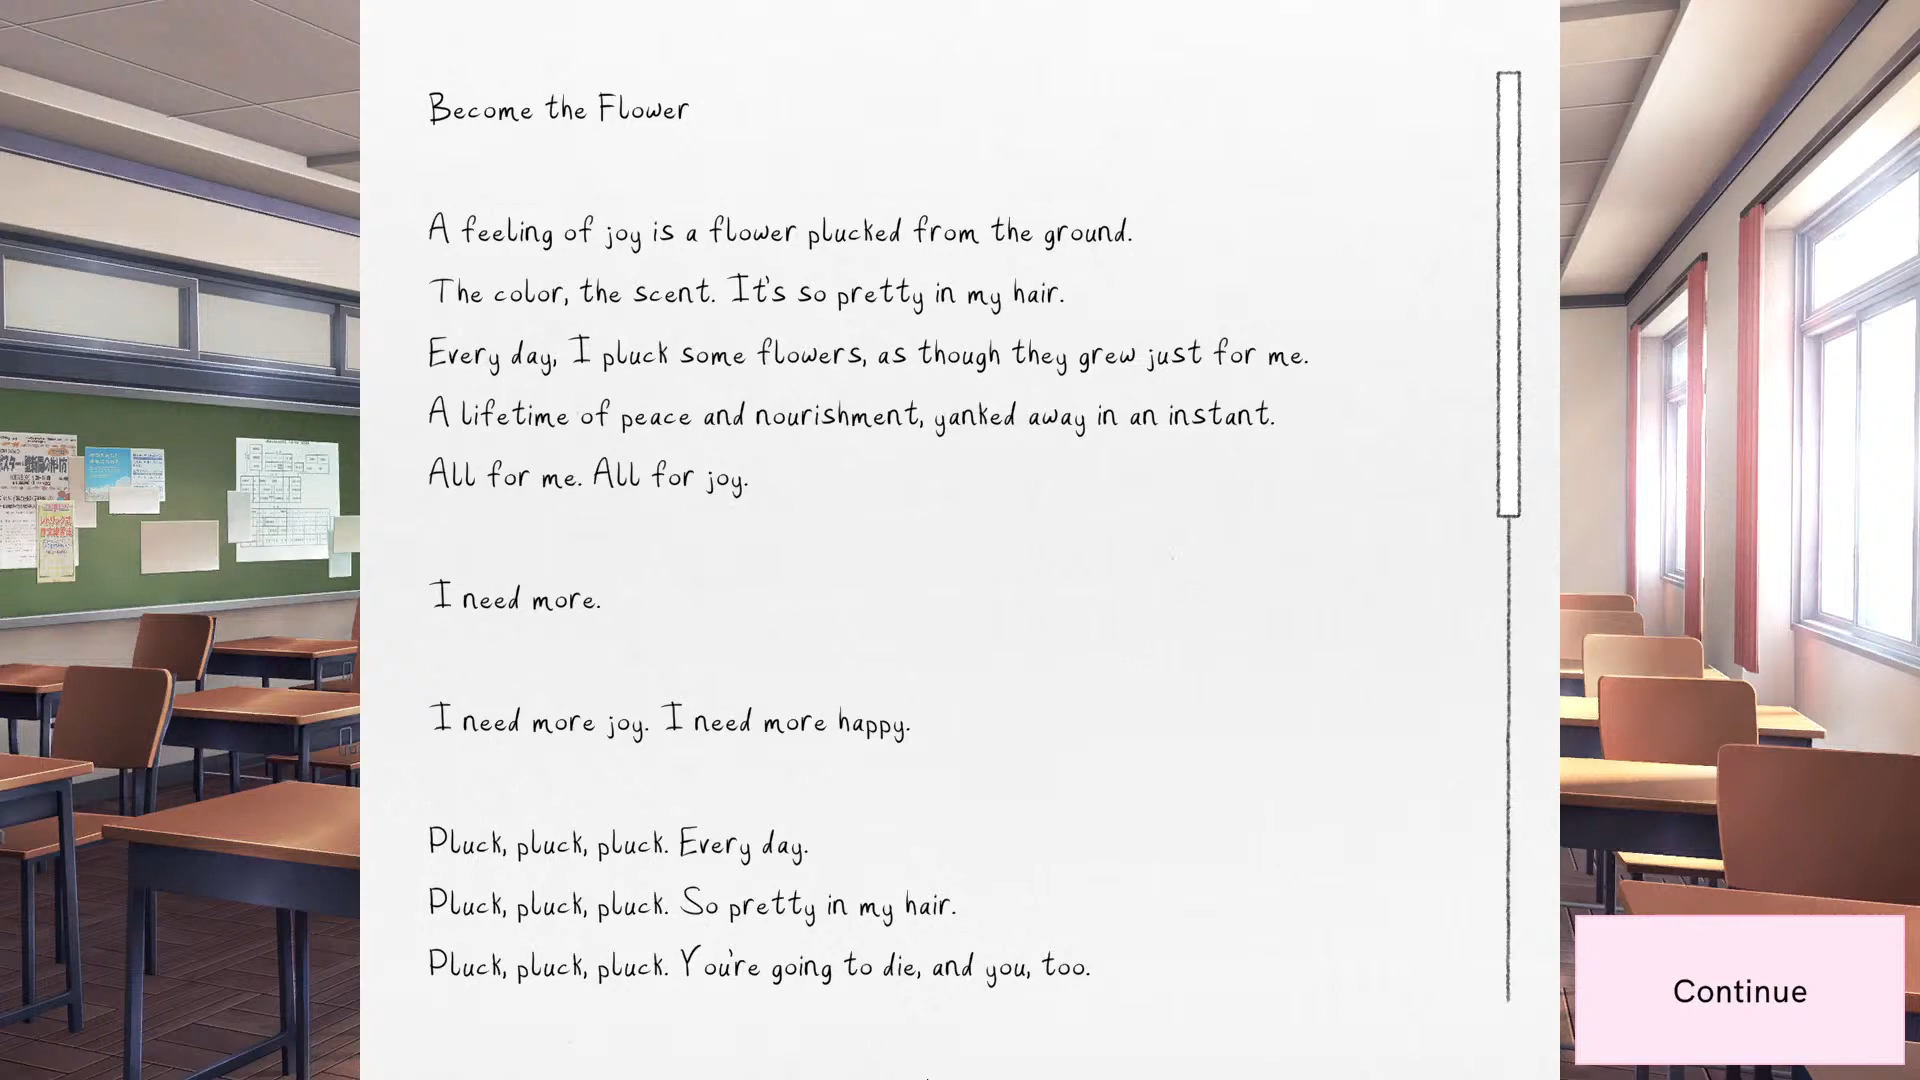 Become the Flower
A feeling of joy is a flower plucked from the ground.
The color, the scent. It's so pretty in my hair.
Every day, I pluck some flowers, as though they grew just for me.
A lifetime of peace and nourishment, yanked away in an instant.
All for me. All for joy.
I need more.
I need more joy. I need more happy.
Pluck, pluck, pluck. Every day.
Pluck, pluck, pluck. So pretty in my hair.
Pluck, pluck, pluck. You're going to die, and you, too.
Continue